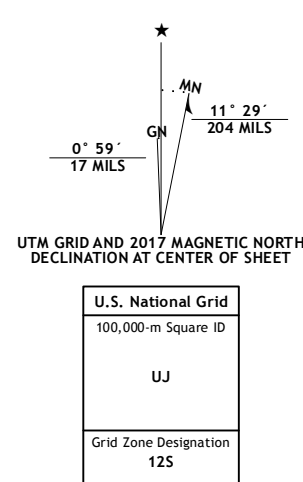 ★
MN
GN
11° 29´
204 MILS
0° 59´
17 MILS
UTM GRID AND 2017 MAGNETIC NORTH
DECLINATION AT CENTER OF SHEET
U.S. National Grid
100,000-m Square ID
UJ
Grid Zone Designation
12S